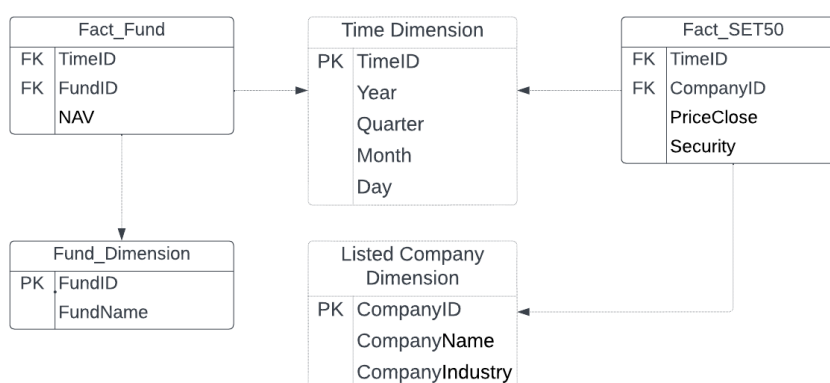 Fact_Fund
FK TimeID
FK FundID
NAV
Time Dimension
PK TimeID
Year
Quarter
Month
Day
Fact_SET50
FK TimeID
FK CompanyID
PriceClose
Security
Fund_Dimension
PK FundID
FundName
Listed Company
Dimension
PK CompanyID
CompanyName
CompanyIndustry